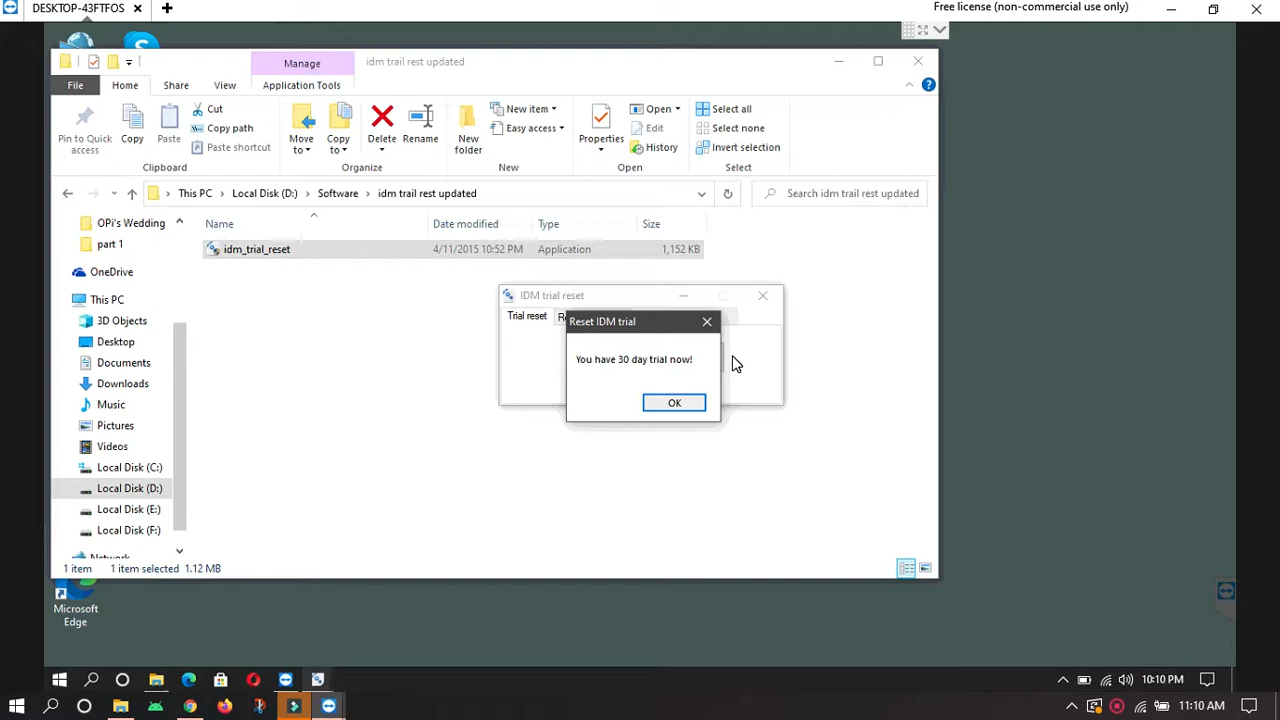 DESKTOP-43FTFOS
Free license (non-commercial use only)
Manage
idm trail rest updated
File
Home
Share
View
Application Tools
Pin to Quick access
Copy
Paste
Cut
Copy path
Paste shortcut
Clipboard
Move to
Copy to
Delete
Rename
Organize
New folder
New item
Easy access
New
Properties
Open
Edit
History
Open
Select all
Select none
Invert selection
Select
This PC
Local Disk (D:)
Software
idm trail rest updated
Search idm trail rest updated
Name
Date modified
Type
Size
idm_trial_reset
4/11/2015 10:52 PM
Application
1,152 KB
OPi's Wedding
part 1
OneDrive
This PC
3D Objects
Desktop
Documents
Downloads
Music
Pictures
Videos
Local Disk (C:)
Local Disk (D:)
Local Disk (E:)
Local Disk (F:)
Network
IDM trial reset
Trial reset
Reset IDM trial
You have 30 day trial now!
OK
1 item
1 item selected 1.12 MB
Microsoft Edge
10:10 PM
11:10 AM